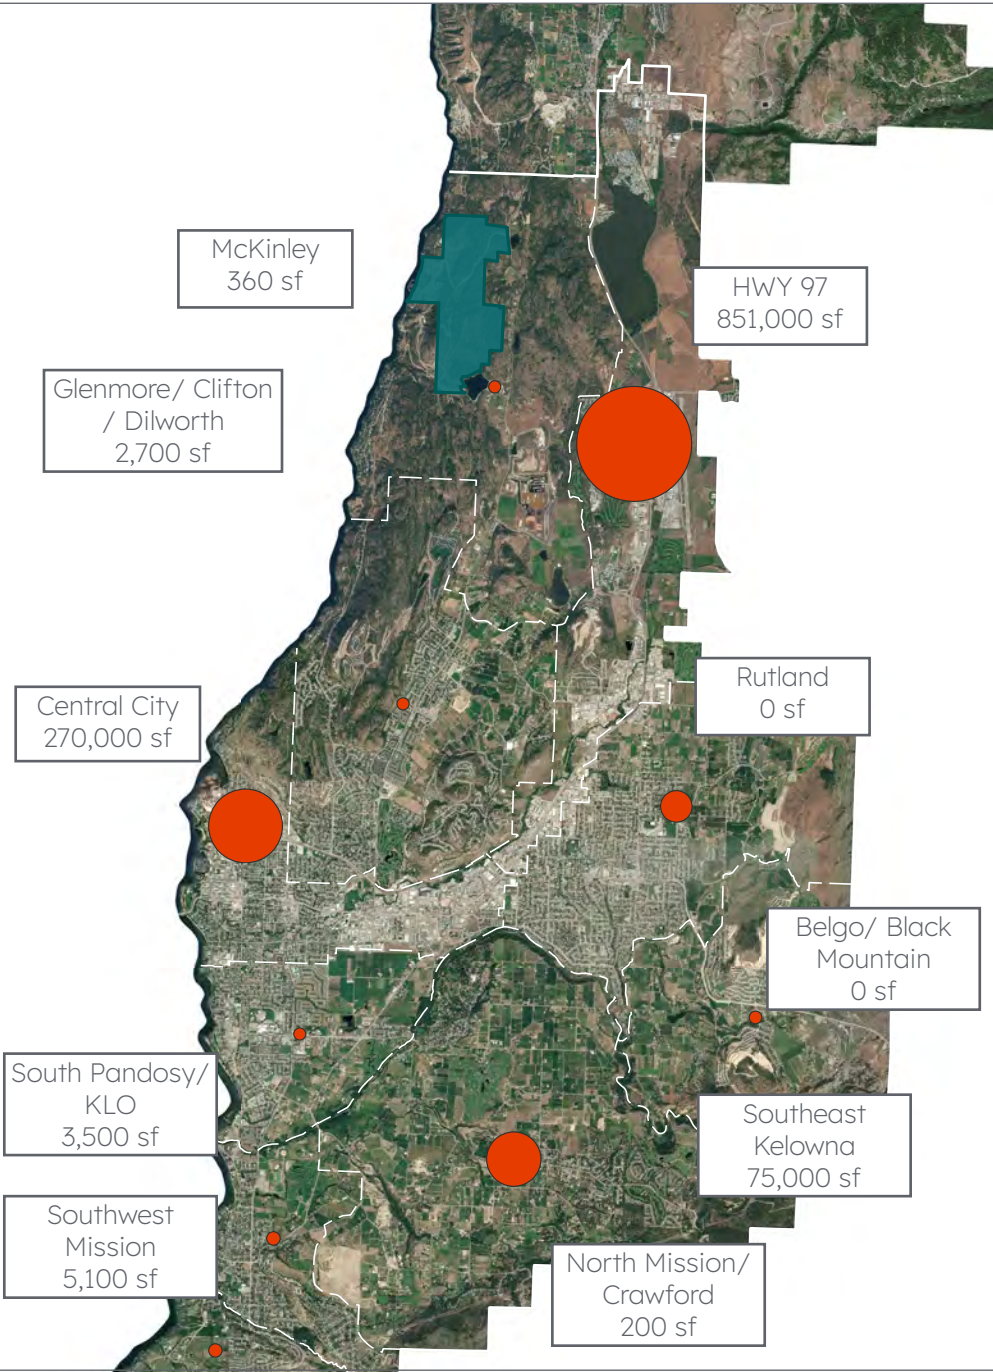 McKinley
360 sf
HWY 97
851,000 sf
Glenmore/ Clifton
/ Dilworth
2,700 sf
Rutland
0 sf
Central City
270,000 sf
Belgo/ Black
Mountain
0 sf
South Pandosy/
KLO
3,500 sf
Southeast
Kelowna
75,000 sf
Southwest
Mission
5,100 sf
North Mission/
Crawford
200 sf